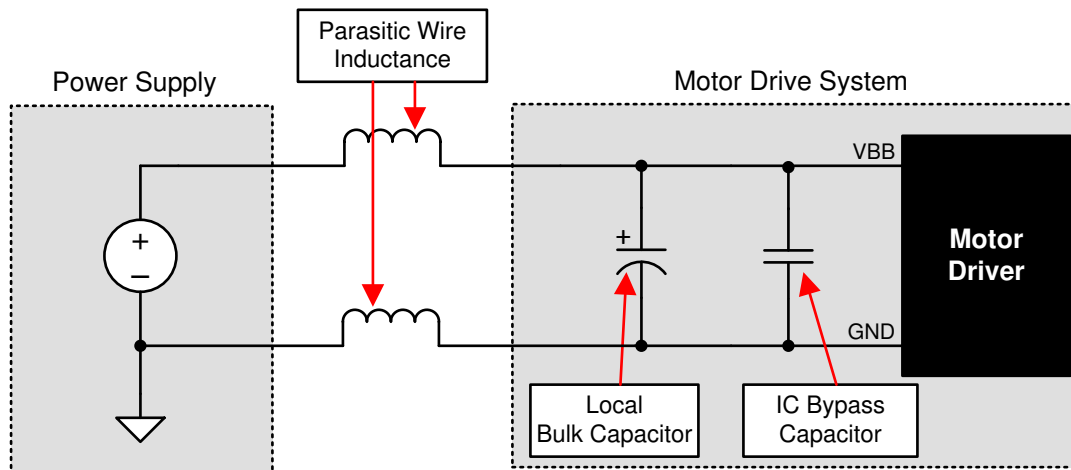 Parasitic Wire
Inductance
Power Supply
Motor Drive System
VBB
+
–
+
Motor
Driver
GND
Local
Bulk Capacitor
IC Bypass
Capacitor